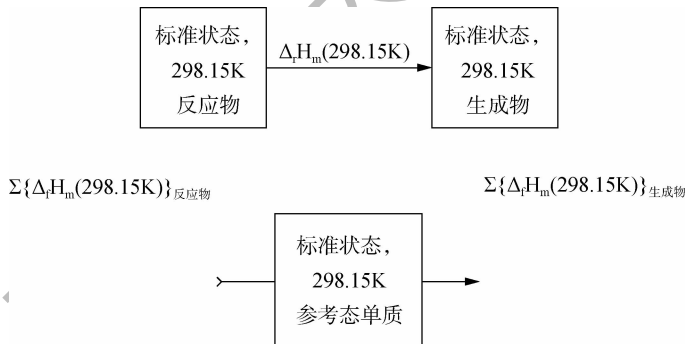 标准状态，
298.15K
反应物
ΔrHm(298.15K)
标准状态，
298.15K
生成物
Σ{ΔfHm(298.15K)}反应物
Σ{ΔfHm(298.15K)}生成物
标准状态，
298.15K
参考态单质